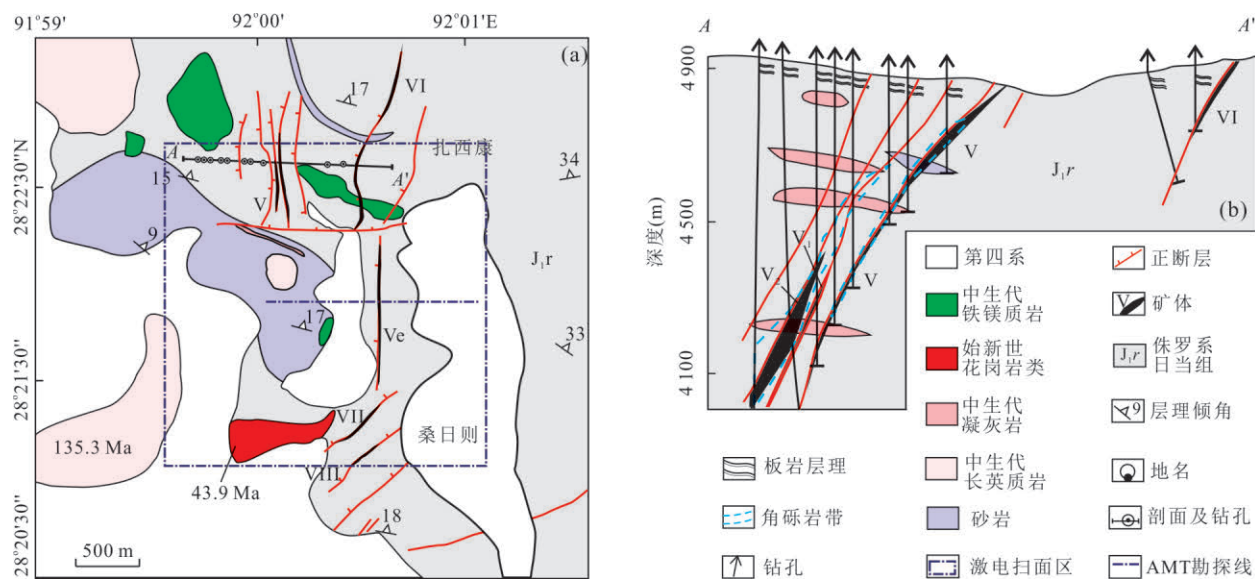 91°59′
92°00′
92°01′E
(a)
17
VI
扎西康
A
34
15
A'
V
28°22′30″N
9
J₁r
17
Ve
33
28°21′30″
VII
135.3 Ma
桑日则
VIII
43.9 Ma
18
28°20′30″
500 m
A
A'
4 900
4 500
4 100
深度(m)
V
VI
J₁r
V₁
V₂
V
(b)
第四系
正断层
中生代
铁镁质岩
V
矿体
始新世
花岗岩类
J₁r
侏罗系
日当组
中生代
凝灰岩
9
层理倾角
板岩层理
中生代
长英质岩
地名
角砾岩带
砂岩
剖面及钻孔
钻孔
激电扫面区
AMT勘探线